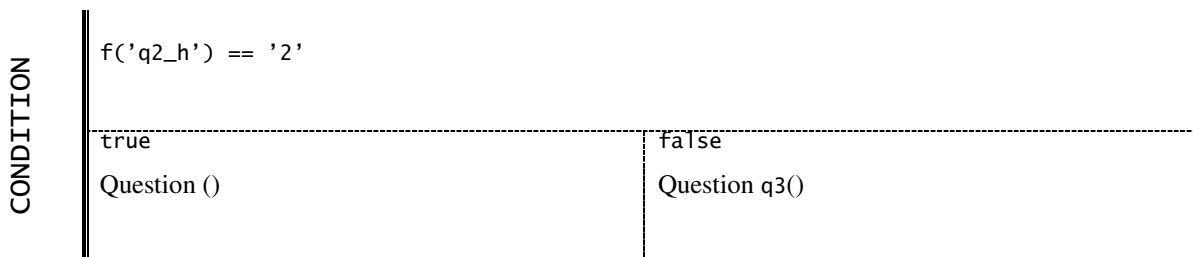 CONDITION
f(’q2_h’) == ’2’
true
Question ()
false
Question q3()